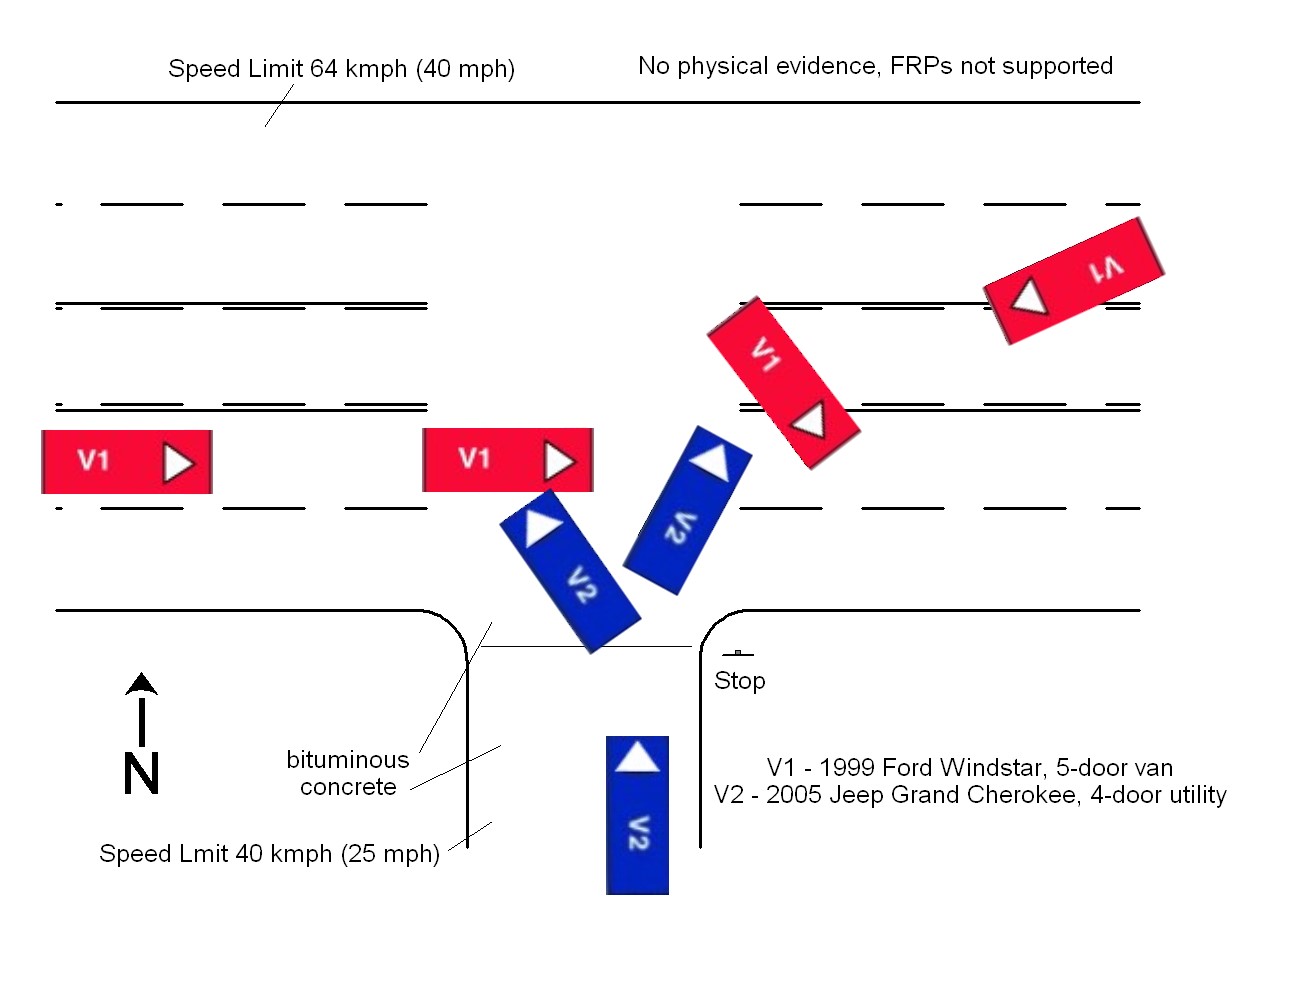 Speed Limit 64 kmph (40 mph)
No physical evidence, FRPs not supported
V1
V1
V1
V1
V2
V2
Stop
N
bituminous
concrete
V1 - 1999 Ford Windstar, 5-door van
V2 - 2005 Jeep Grand Cherokee, 4-door utility
V2
Speed Lmit 40 kmph (25 mph)